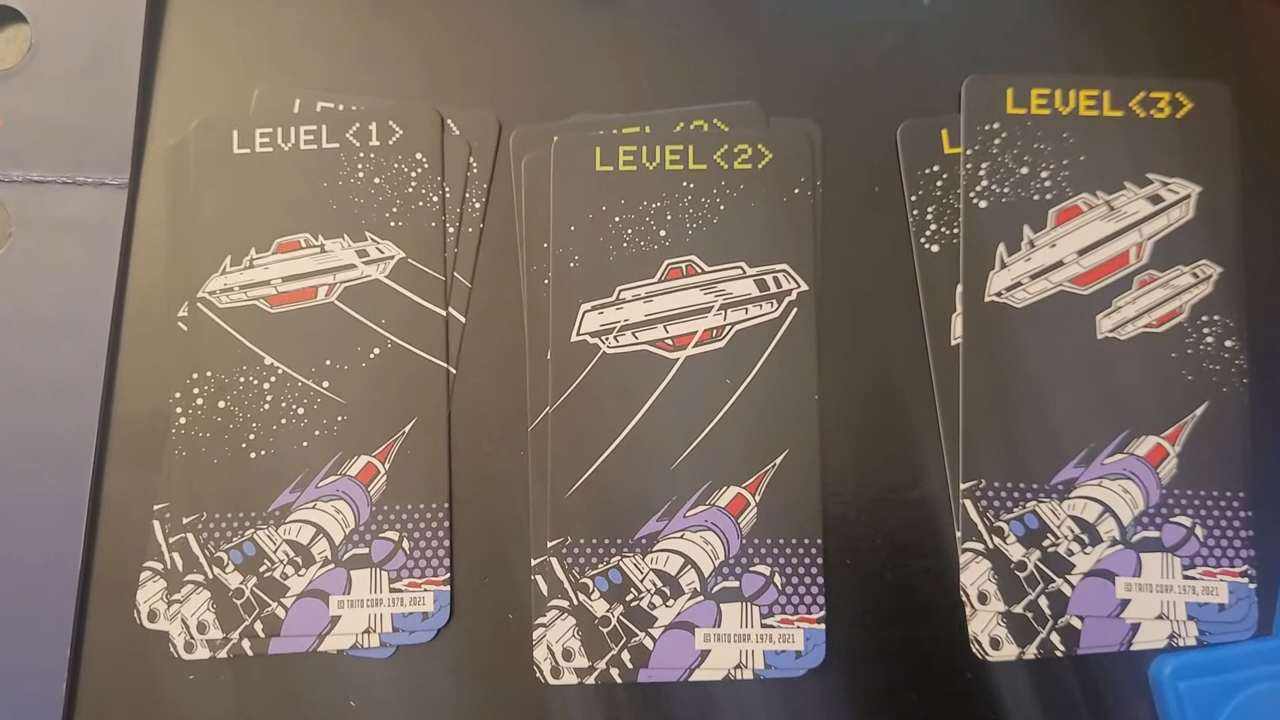 LEVEL<1>
LEVEL<2>
LEVEL<3>
© TAITO CORP. 1978, 2021
© TAITO CORP. 1978, 2021
© TAITO CORP. 1978, 2021